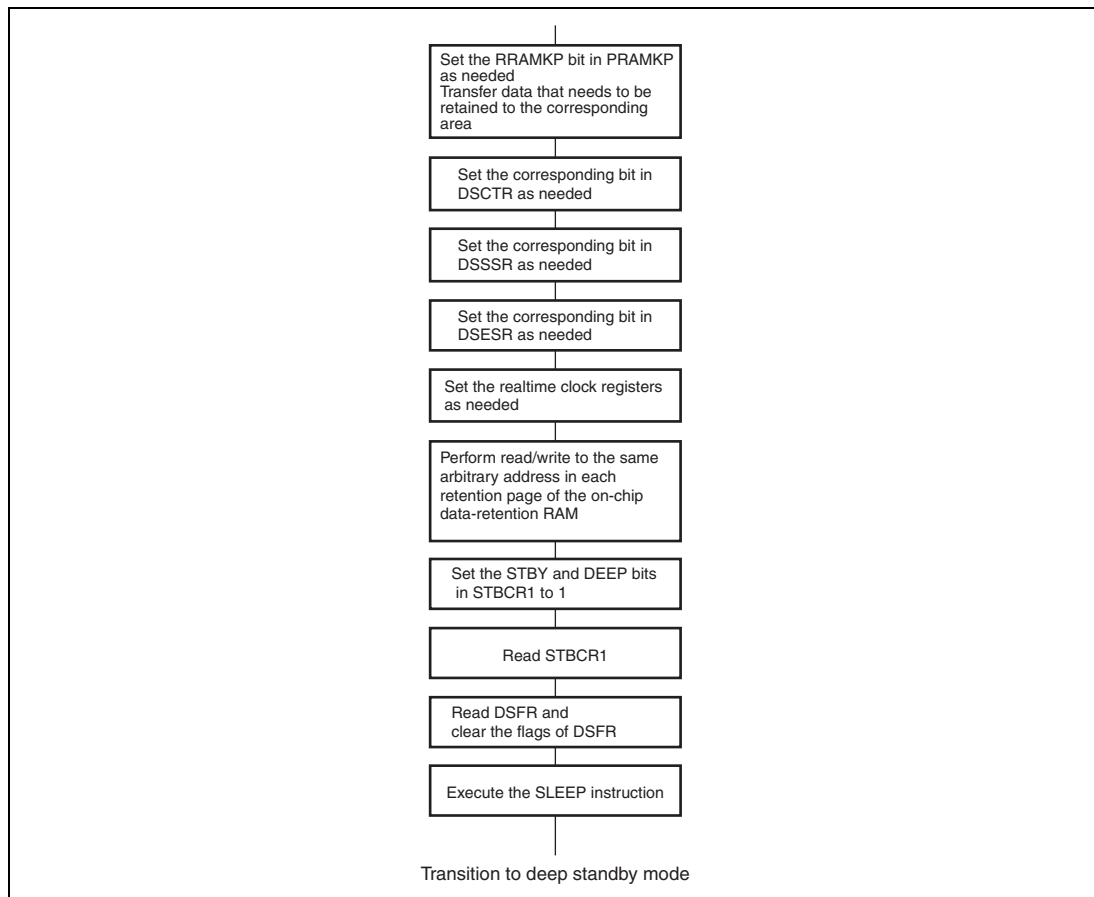 Set the RRAMKP bit in PRAMKP
as needed
Transfer data that needs to be
retained to the corresponding
area
Set the corresponding bit in
DSCTR as needed
Set the corresponding bit in
DSSSR as needed
Set the corresponding bit in
DSESR as needed
Set the realtime clock registers
as needed
Perform read/write to the same
arbitrary address in each
retention page of the on-chip
data-retention RAM
Set the STBY and DEEP bits
in STBCR1 to 1
Read STBCR1
Read DSFR and
clear the flags of DSFR
Execute the SLEEP instruction
Transition to deep standby mode